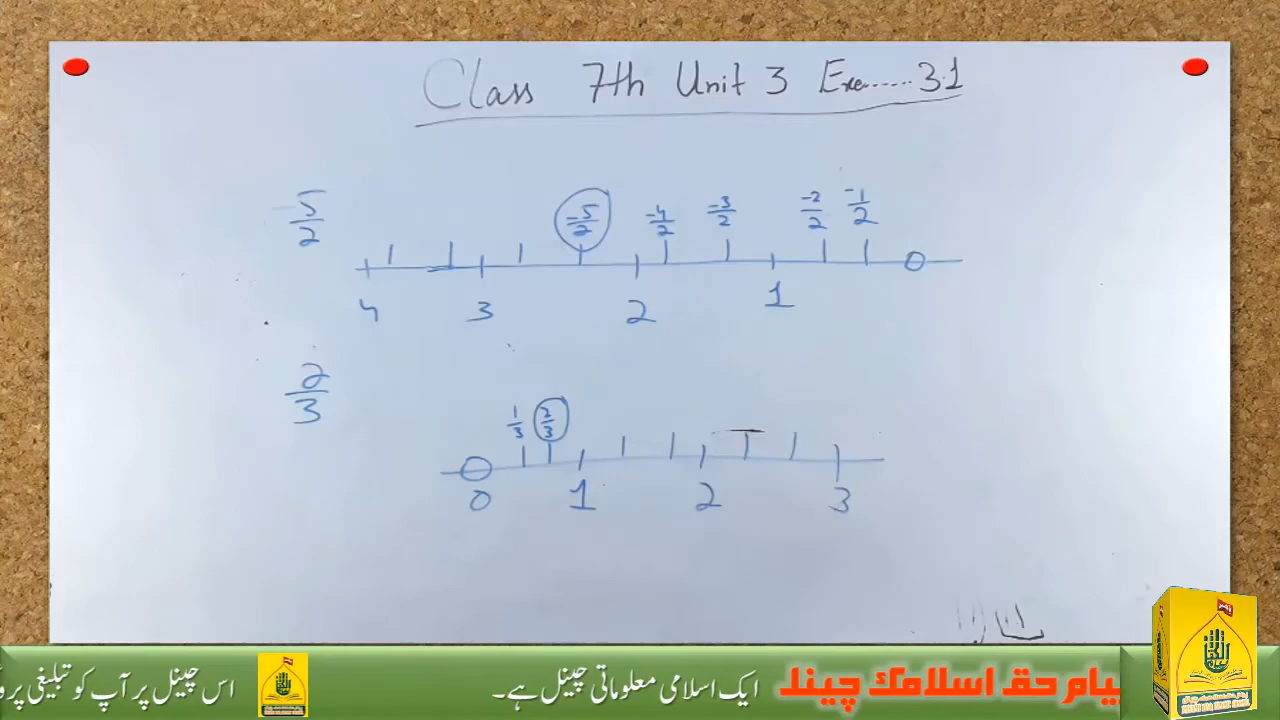 Class 7th Unit 3 Exe...... 3.1
-5/2
-5/2 -4/2 -3/2 -2/2 -1/2
4 3 2 1 0
2/3
1/3 2/3
0 1 2 3
اس چینل پر آپ کو تبلیغی پرو
ایک اسلامی معلوماتی چینل ہے۔
پیام حق اسلامک چینل